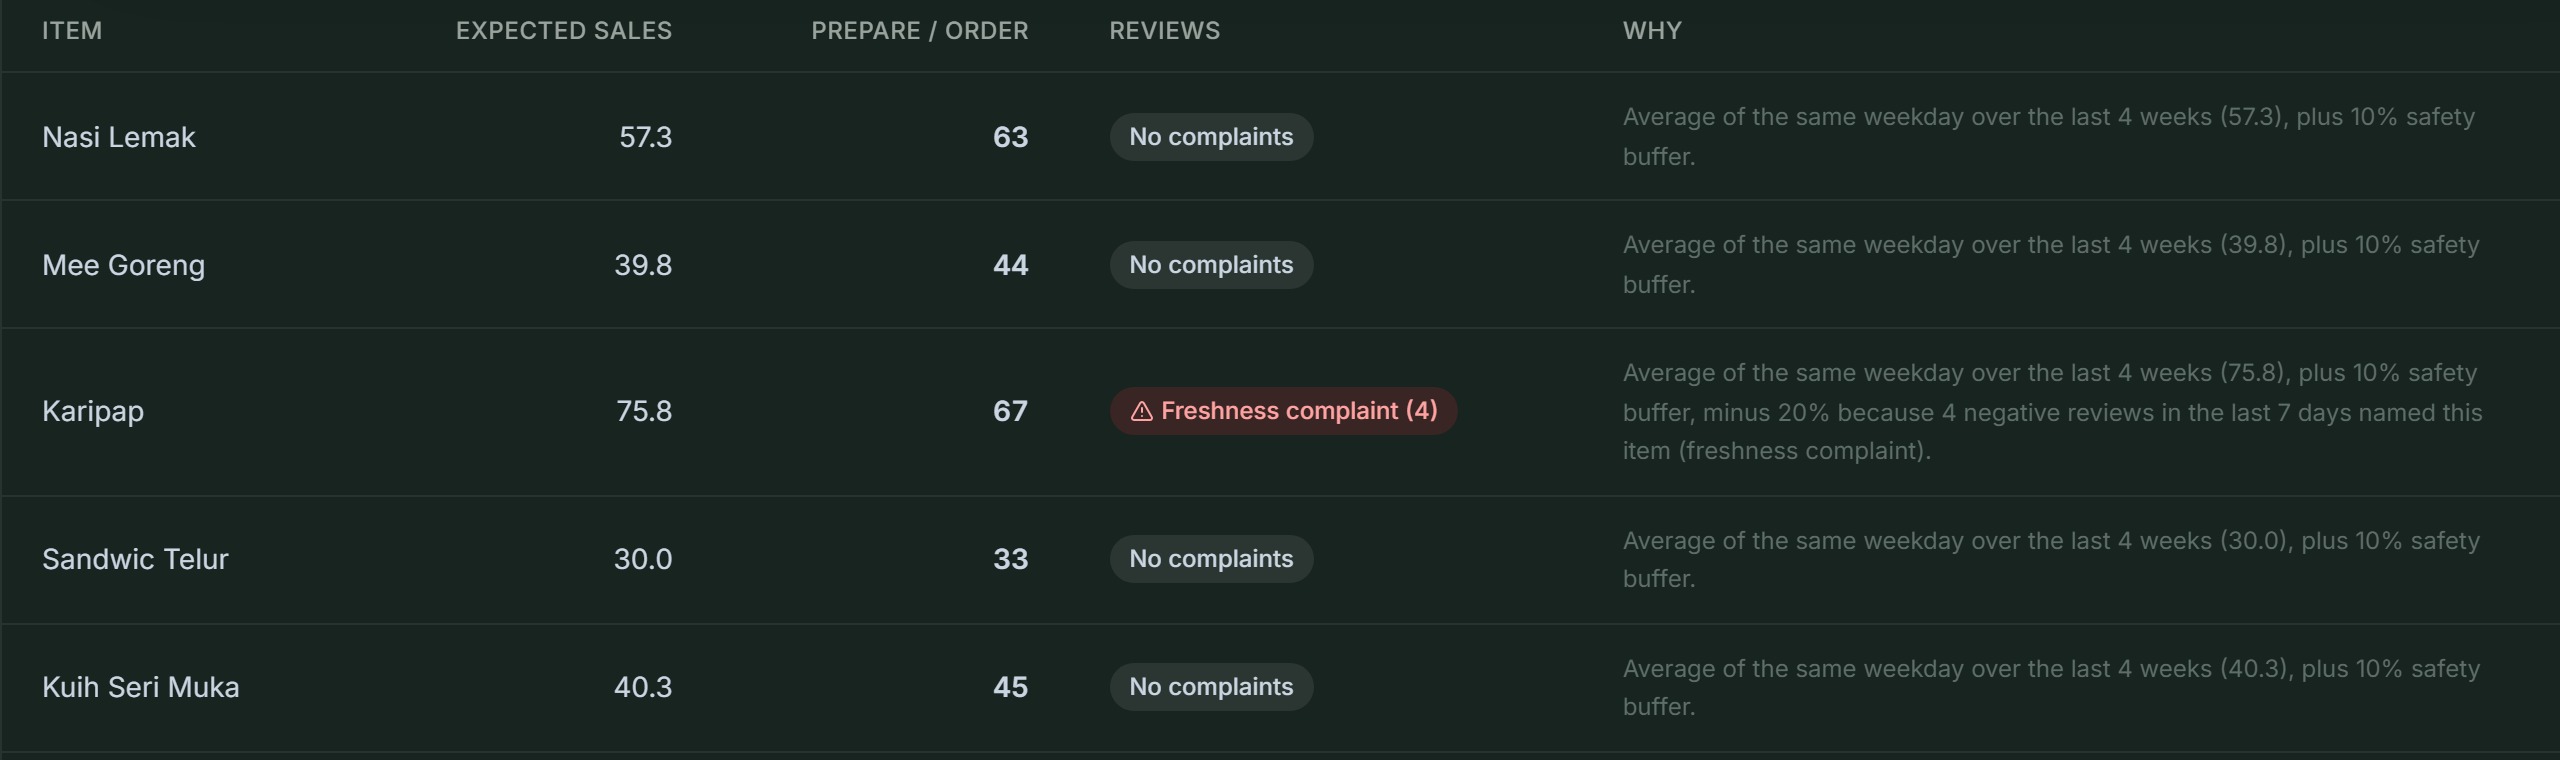 ITEM EXPECTED SALES PREPARE / ORDER REVIEWS WHY
Nasi Lemak 57.3 63 No complaints Average of the same weekday over the last 4 weeks (57.3), plus 10% safety
buffer.
Mee Goreng 39.8 44 No complaints Average of the same weekday over the last 4 weeks (39.8), plus 10% safety
buffer.
Average of the same weekday over the last 4 weeks (75.8), plus 10% safety
Karipap 75.8 67 Freshness complaint (4) buffer, minus 20% because 4 negative reviews in the last 7 days named this
item (freshness complaint).
Sandwic Telur 30.0 33 No complaints Average of the same weekday over the last 4 weeks (30.0), plus 10% safety
buffer.
Kuih Seri Muka 40.3 45 No complaints Average of the same weekday over the last 4 weeks (40.3), plus 10% safety
buffer.